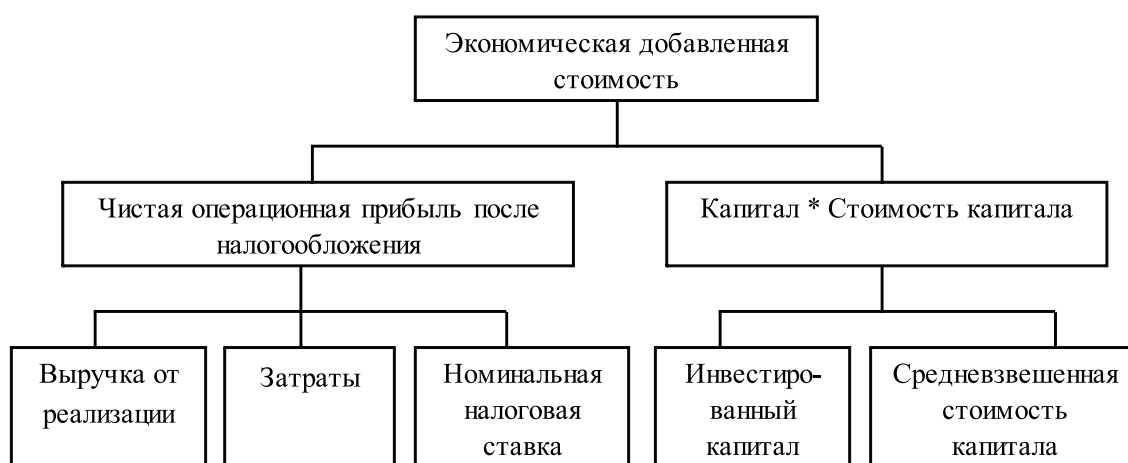 Экономическая добавленная
стоимость
Чистая операционная прибыль после
налогообложения
Капитал * Стоимость капитала
Выручка от
реализации
Затраты
Номинальная
налоговая
ставка
Инвестиро-
ванный
капитал
Средневзвешенная
стоимость
капитала